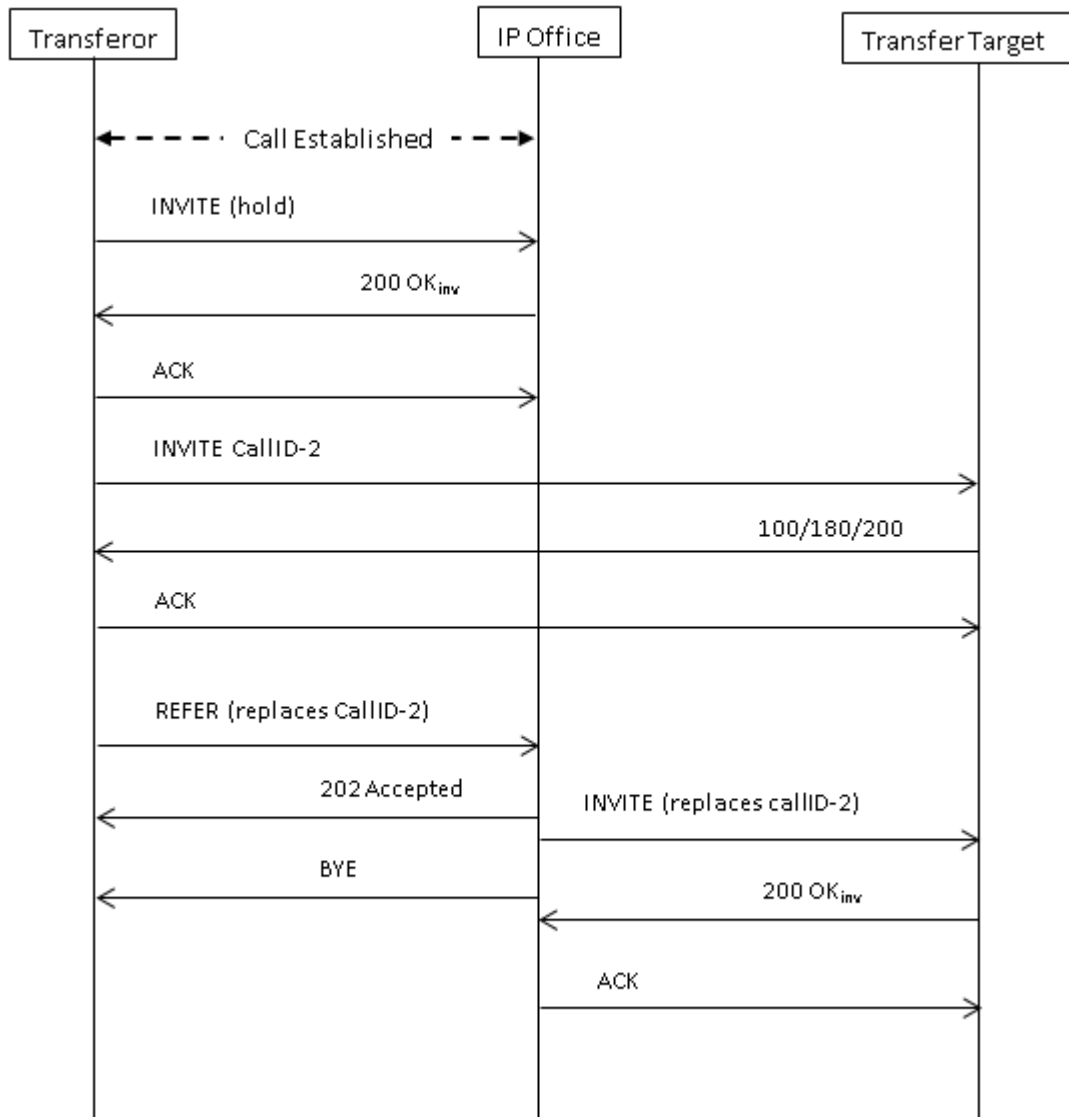 Transferor
IP Office
Transfer Target
Call Established
INVITE (hold)
200 OKinv
ACK
INVITE CallID-2
100/180/200
ACK
REFER (replaces CallID-2)
202 Accepted
INVITE (replaces callID-2)
BYE
200 OKinv
ACK